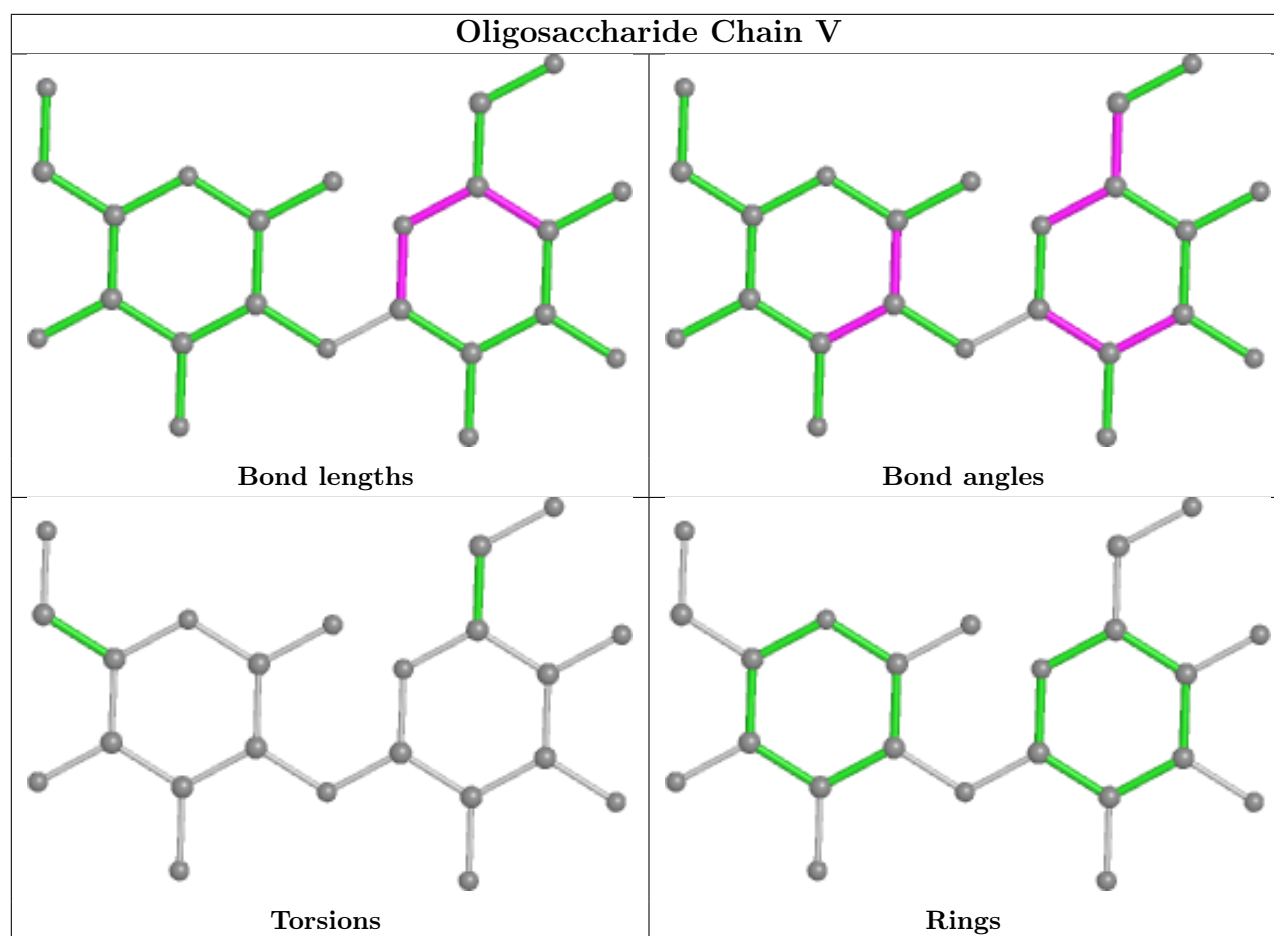 Oligosaccharide Chain V
Bond lengths
Bond angles
Torsions
Rings